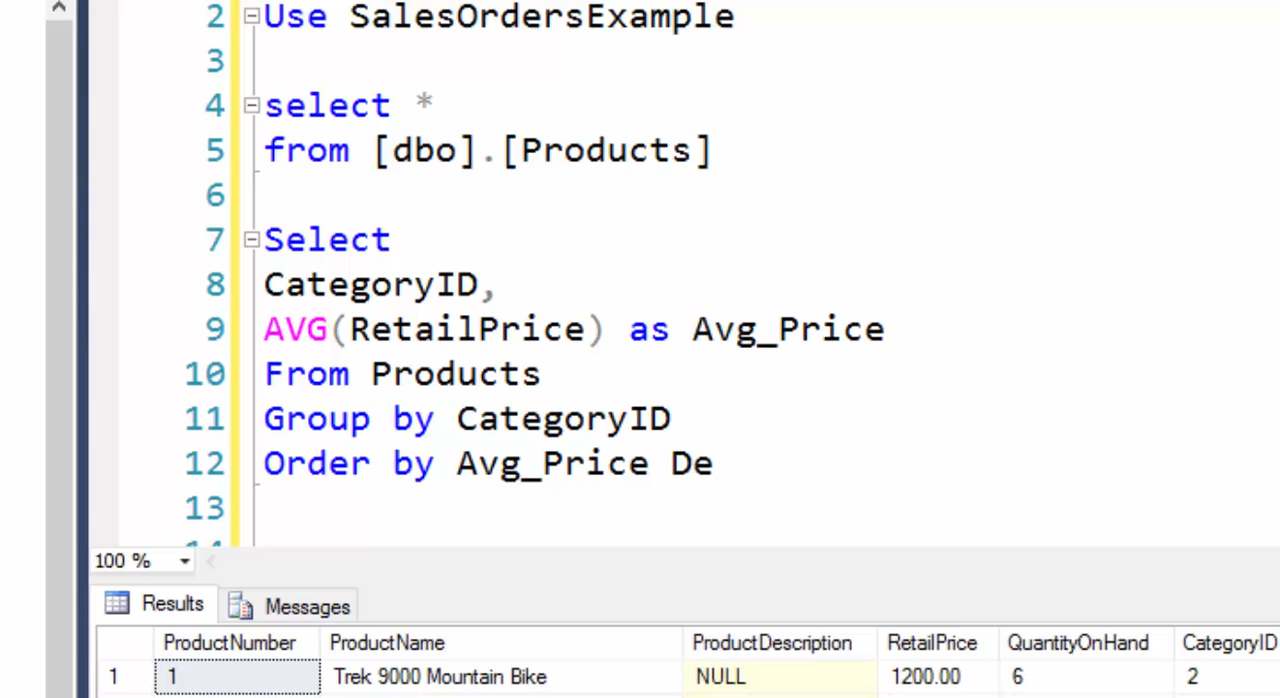 2 Use SalesOrdersExample
3
4 select *
5 from [dbo].[Products]
6
7 Select
8 CategoryID,
9 AVG(RetailPrice) as Avg_Price
10 From Products
11 Group by CategoryID
12 Order by Avg_Price De
13
100 %
Results Messages
ProductNumber ProductName ProductDescription RetailPrice QuantityOnHand CategoryID
1 1 Trek 9000 Mountain Bike NULL 1200.00 6 2